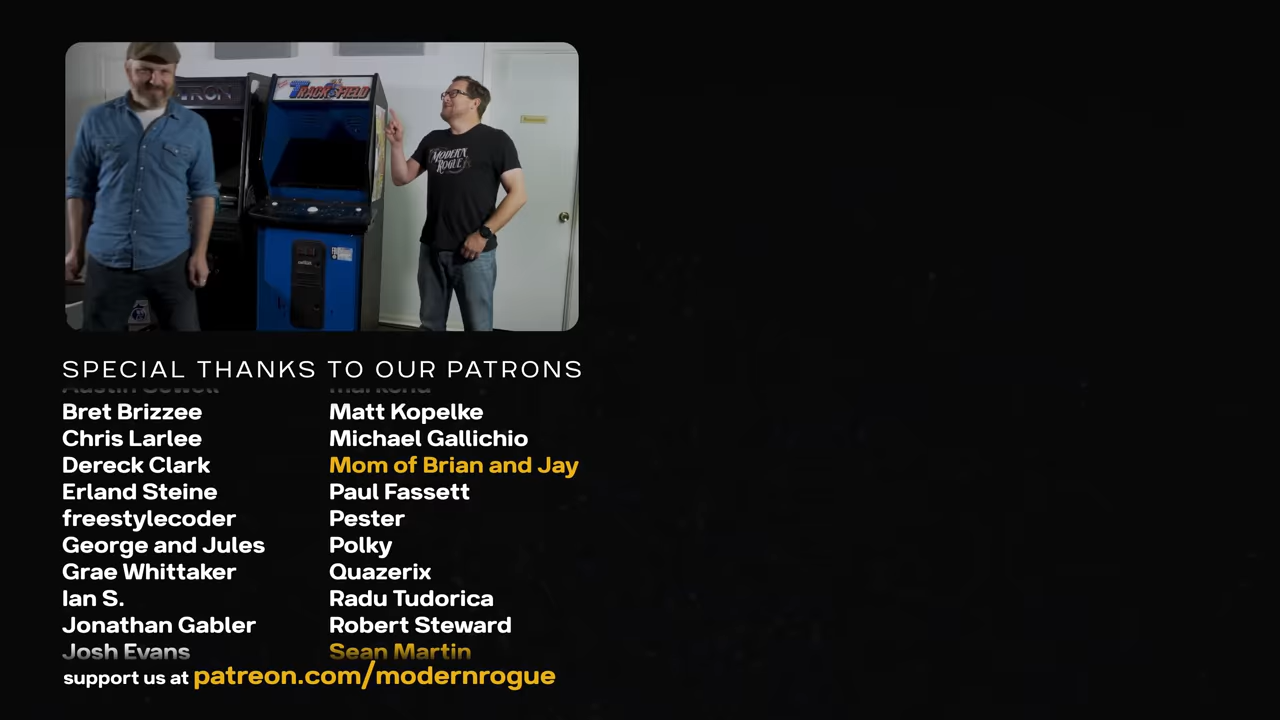 TRON
TRACK & FIELD
MODERN
ROGUE
SPECIAL THANKS TO OUR PATRONS
Bret Brizzee
Chris Larlee
Dereck Clark
Erland Steine
freestylecoder
George and Jules
Grae Whittaker
Ian S.
Jonathan Gabler
Josh Evans
Matt Kopelke
Michael Gallichio
Mom of Brian and Jay
Paul Fassett
Pester
Polky
Quazerix
Radu Tudorica
Robert Steward
Sean Martin
support us at patreon.com/modernrogue